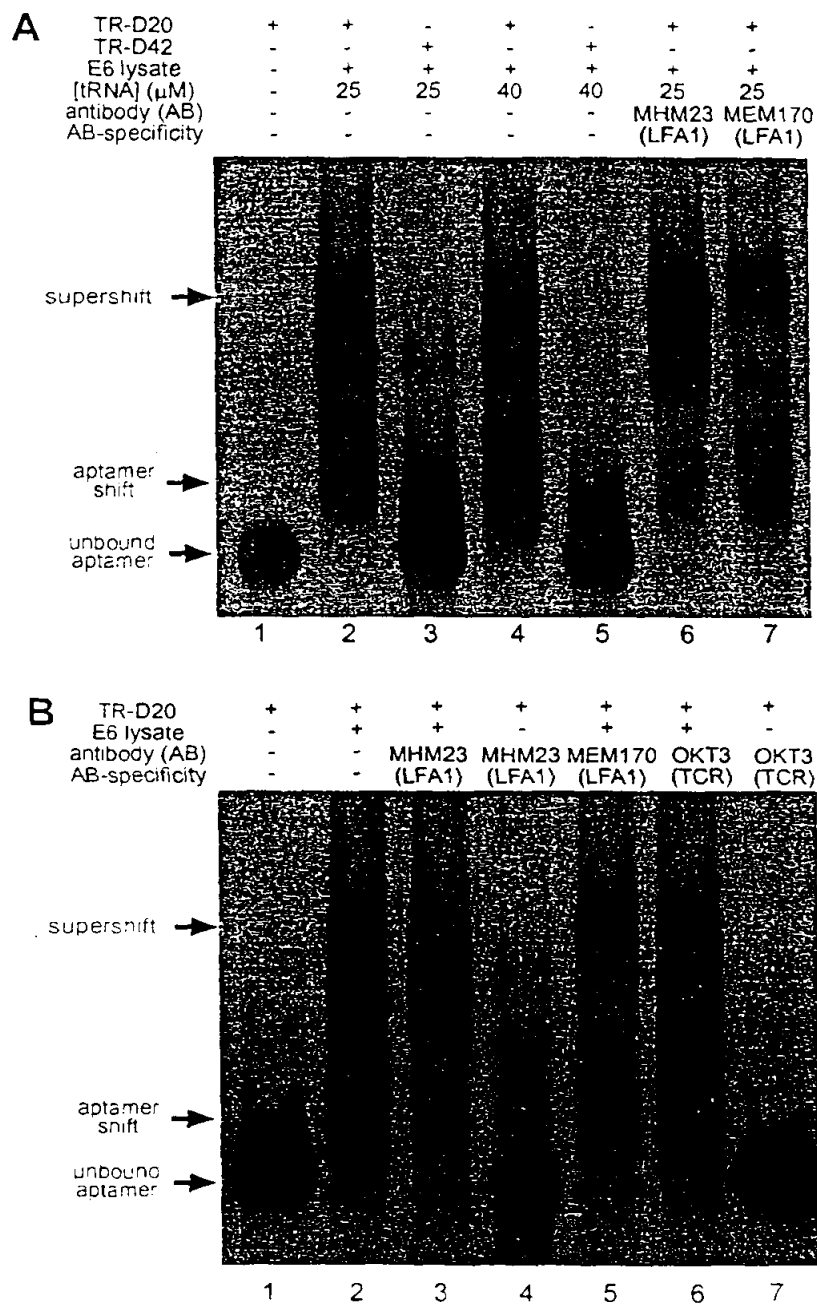 A
TR-D20 + + - + - + +
TR-D42 - - + - + - -
E6 lysate - + + + + + +
[tRNA] (µM) - 25 25 40 40 25 25
antibody (AB) - - - - - MHM23 MEM170
AB-specificity - - - - - (LFA1) (LFA1)
supershift
aptamer
shift
unbound
aptamer
1 2 3 4 5 6 7
B
TR-D20 + + + + + + +
E6 lysate - + + - + + -
antibody (AB) - - MHM23 MHM23 MEM170 OKT3 OKT3
AB-specificity - - (LFA1) (LFA1) (LFA1) (TCR) (TCR)
supershift
aptamer
shift
unbound
aptamer
1 2 3 4 5 6 7